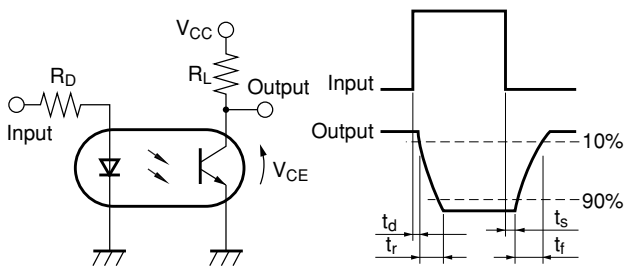 V_CC
R_D
R_L
Output
Input
V_CE
Input
Output
10%
90%
t_d
t_s
t_r
t_f